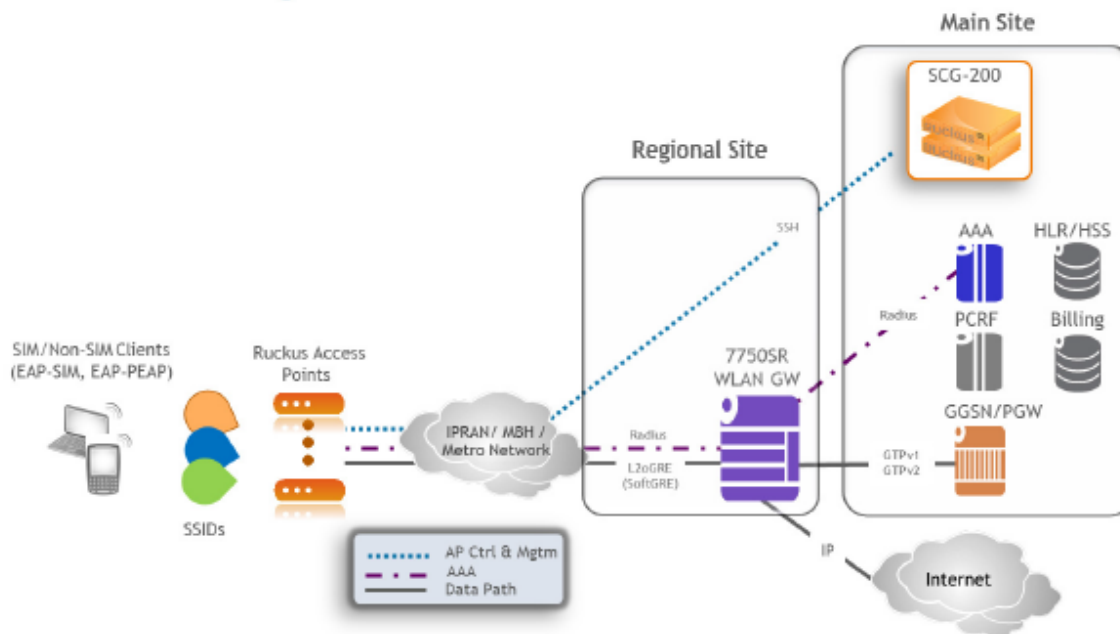 Main Site
SCG-200
Regional Site
SSH
AAA
HLR/HSS
Radius
PCRF
Billing
SIM/Non-SIM Clients
(EAP-SIM, EAP-PEAP)
Ruckus Access
Points
7750SR
WLAN GW
GGSN/PGW
IPRAN/ MBH /
Metro Network
Radius
L2oGRE
(SoftGRE)
GTPv1
GTPv2
SSIDs
AP Ctrl & Mgtm
AAA
Data Path
IP
Internet